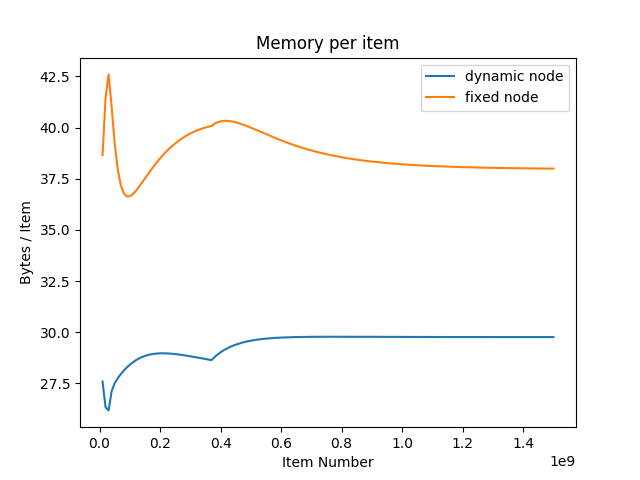 Memory per item
dynamic node
fixed node
42.5
40.0
37.5
35.0
32.5
30.0
27.5
Bytes / Item
0.0 0.2 0.4 0.6 0.8 1.0 1.2 1.4
1e9
Item Number